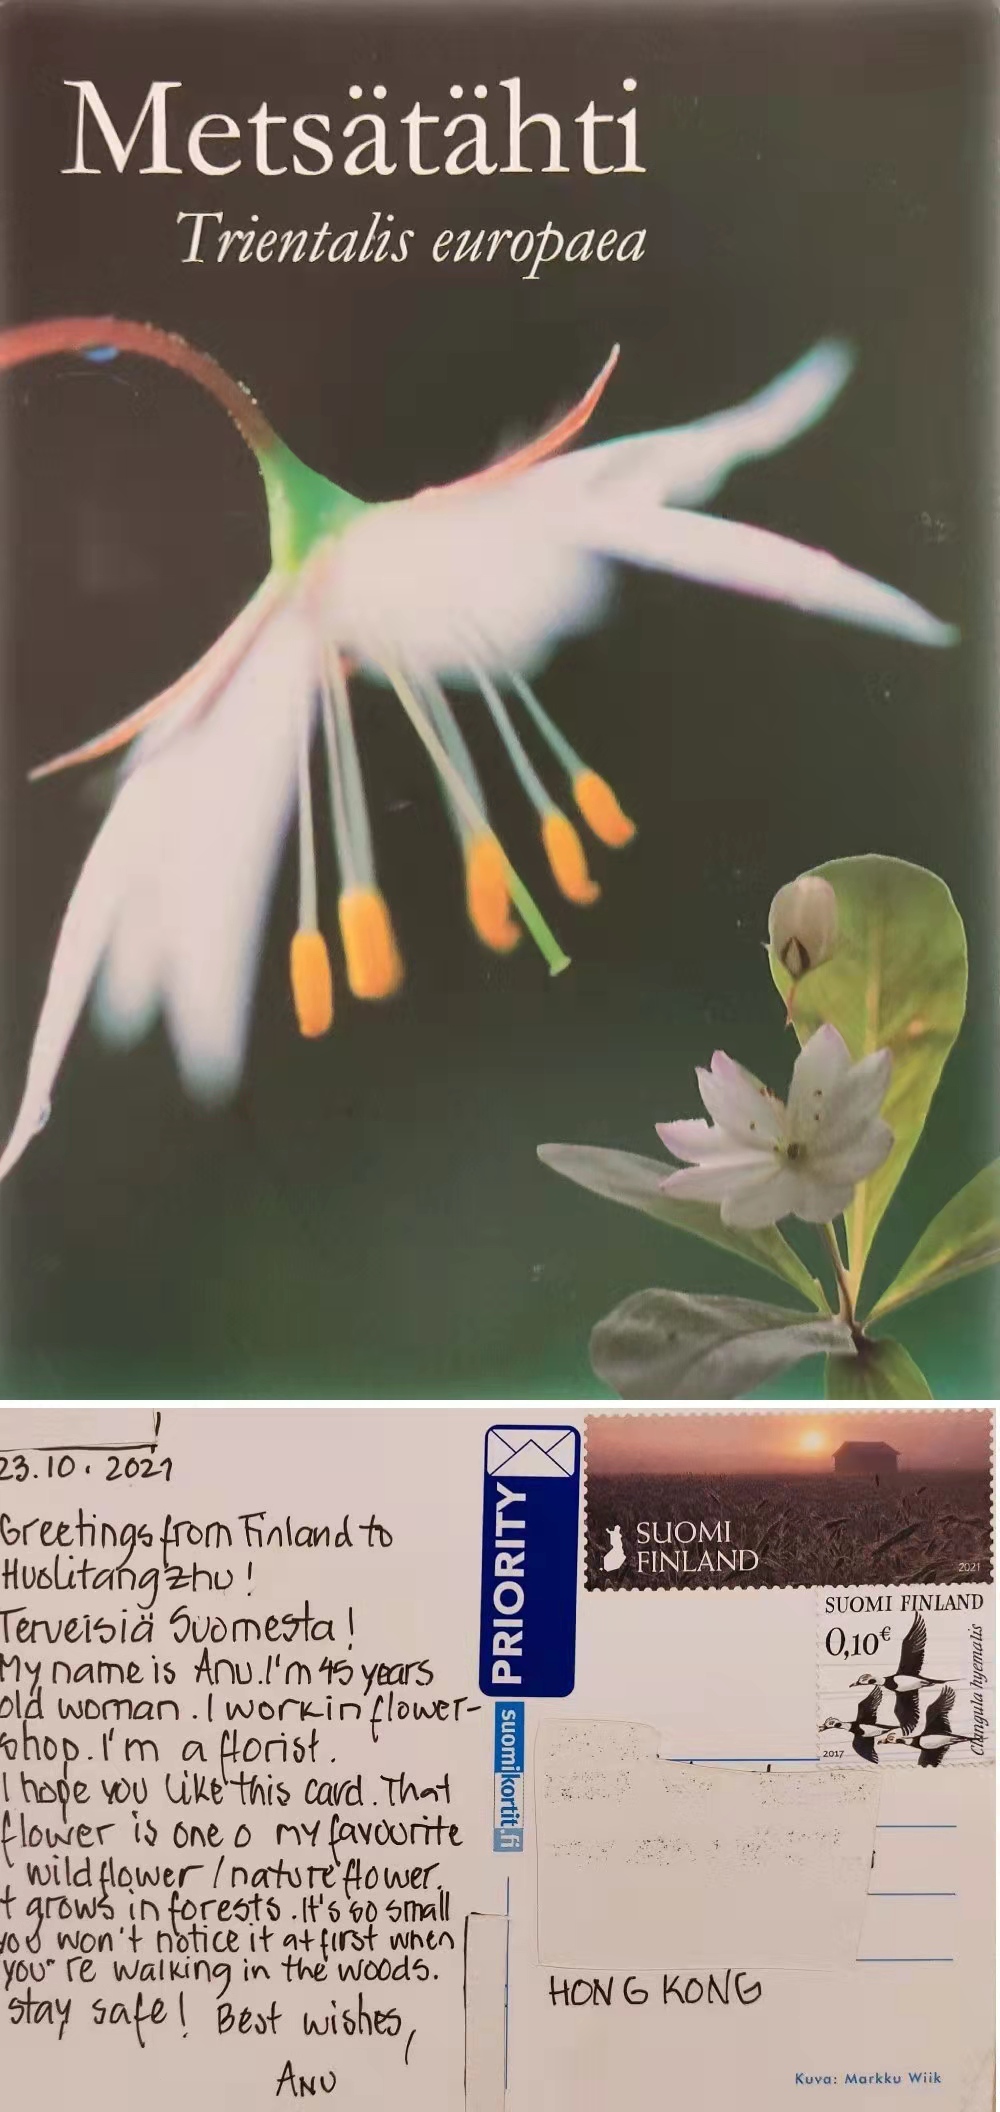 Metsätähti
Trientalis europaea
23.10.2021
Greetings from Finland to
Huolitangzhu!
Terveisiä Suomesta!
My name is Anu. I'm 45 years
old woman. I work in flower-
shop. I'm a florist.
I hope you like this card. That
flower is one o my favourite
wildflower / nature flower.
t grows in forests. It's so small
you won't notice it at first when
you're walking in the woods.
stay safe! Best wishes,
ANU
PRIORITY
suomikortit.fi
SUOMI
FINLAND
2021
SUOMI FINLAND
0,10€
Clangula hyemalis
2017
HONG KONG
Kuva: Markku Wiik